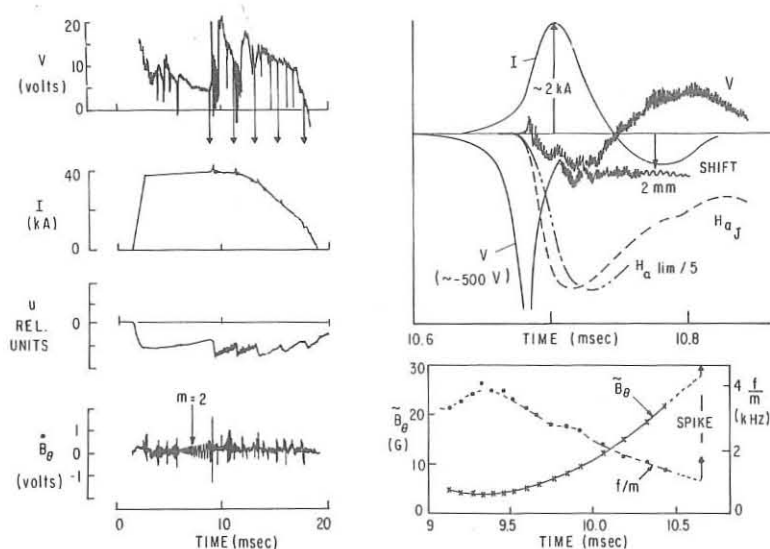 20
V
10
(volts)
0
40
I
(kA)
0
U
0
REL.
UNITS
m=2
Ḃθ
1
0
(volts)
-1
0
10
20
TIME (msec)
I
~2 kA
V
SHIFT
2 mm
V
(~-500 V)
Hα J
Hα lim/5
10.6
TIME (msec)
10.8
30
20
B̃θ
(G)
10
0
B̃θ
SPIKE
f/m
4
f/m
(kHz)
2
0
9
9.5
10.0
10.5
TIME (msec)